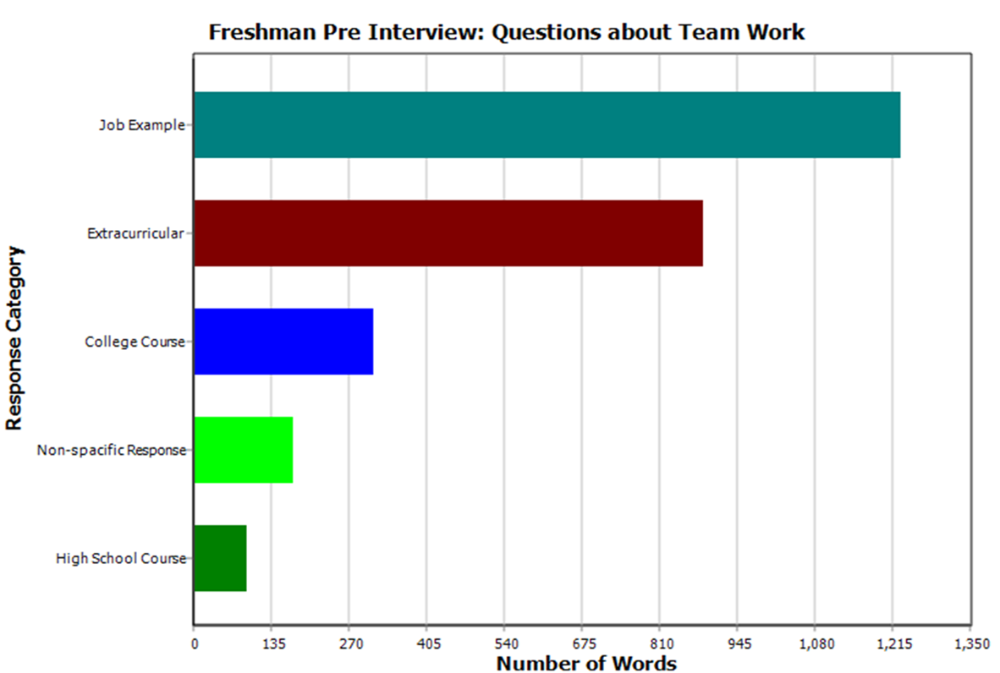 Freshman Pre Interview: Questions about Team Work
Response Category
Job Example
Extracurricular
College Course
Non-spacific Response
High School Course
0 135 270 405 540 675 810 945 1,080 1,215 1,350
Number of Words